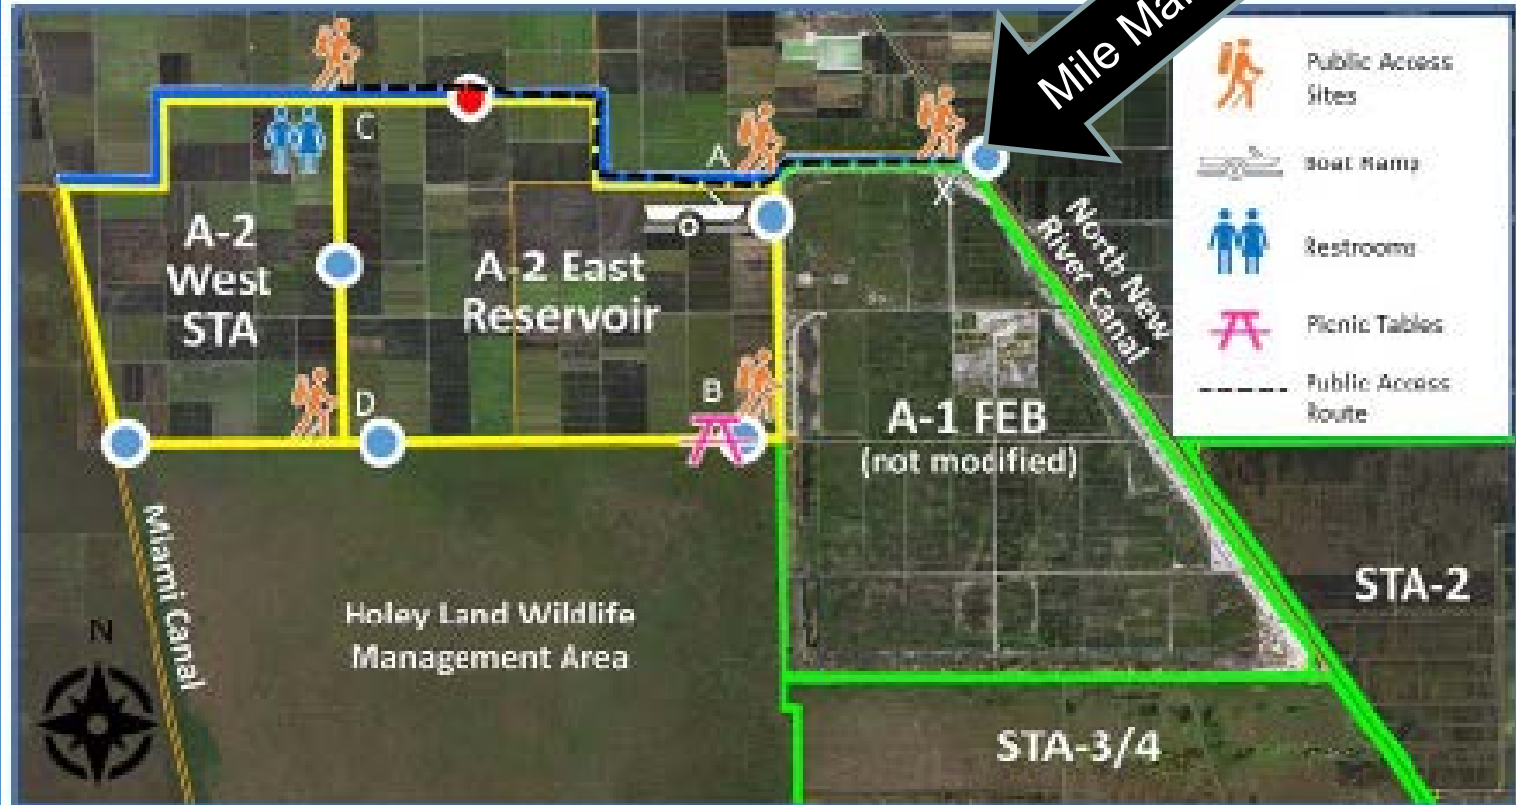 Mile Ma
Public Access
Sites
Boat Ramp
Restrooms
Picnic Tables
Public Access
Route
C
A
X
North New
River Canal
A-2
West
STA
A-2 East
Reservoir
D
B
A-1 FEB
(not modified)
Miami Canal
N
Holey Land Wildlife
Management Area
STA-2
STA-3/4